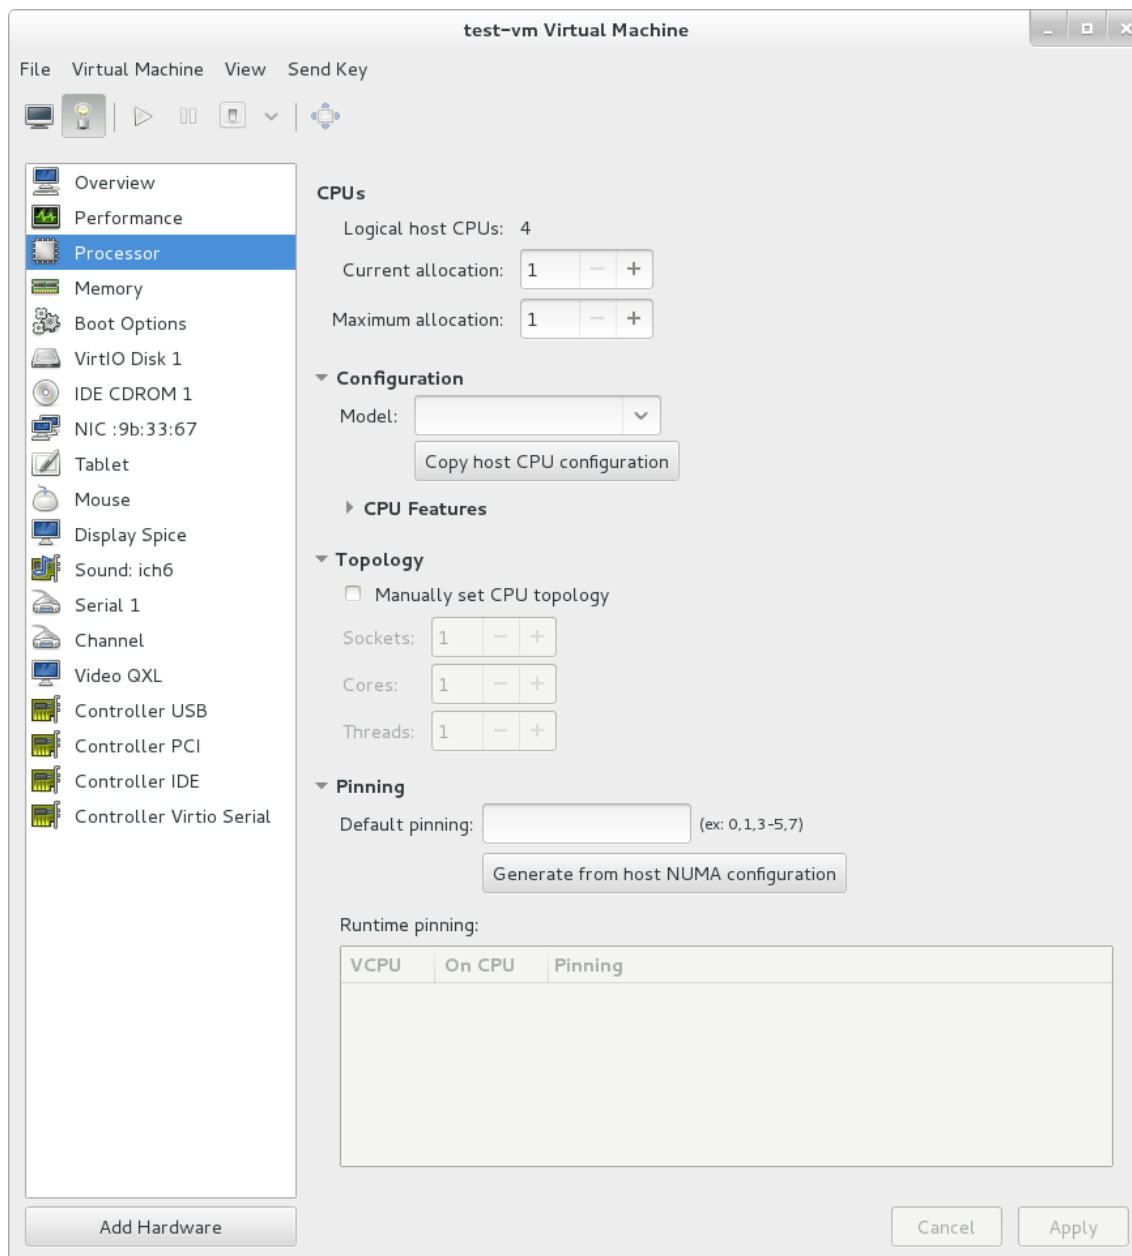 test-vm Virtual Machine
File Virtual Machine View Send Key
Overview
Performance
Processor
Memory
Boot Options
VirtIO Disk 1
IDE CDROM 1
NIC :9b:33:67
Tablet
Mouse
Display Spice
Sound: ich6
Serial 1
Channel
Video QXL
Controller USB
Controller PCI
Controller IDE
Controller Virtio Serial
Add Hardware
CPUs
Logical host CPUs: 4
Current allocation: 1
Maximum allocation: 1
Configuration
Model:
Copy host CPU configuration
CPU Features
Topology
Manually set CPU topology
Sockets: 1
Cores: 1
Threads: 1
Pinning
Default pinning: (ex: 0,1,3-5,7)
Generate from host NUMA configuration
Runtime pinning:
VCPU On CPU Pinning
Cancel Apply